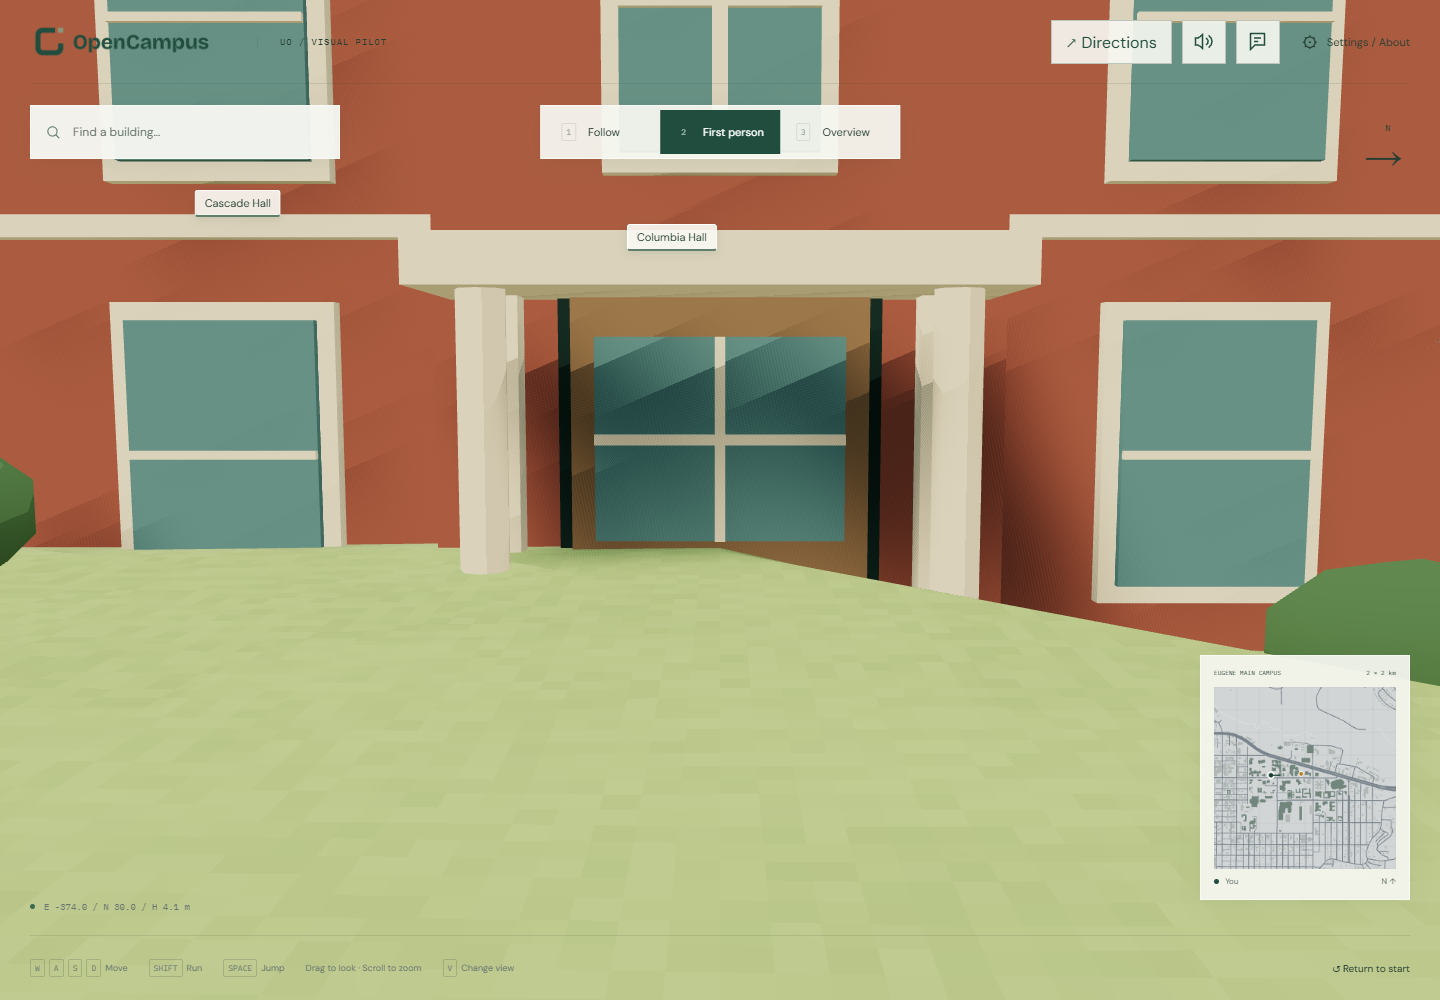 OpenCampus
UO / VISUAL PILOT
↗ Directions
Settings / About
Find a building...
1 Follow
2 First person
3 Overview
N
Cascade Hall
Columbia Hall
EUGENE MAIN CAMPUS
2 × 2 km
You
N ↑
E -374.0 / N 30.0 / H 4.1 m
W A S D Move
SHIFT Run
SPACE Jump
Drag to look · Scroll to zoom
V Change view
↺ Return to start